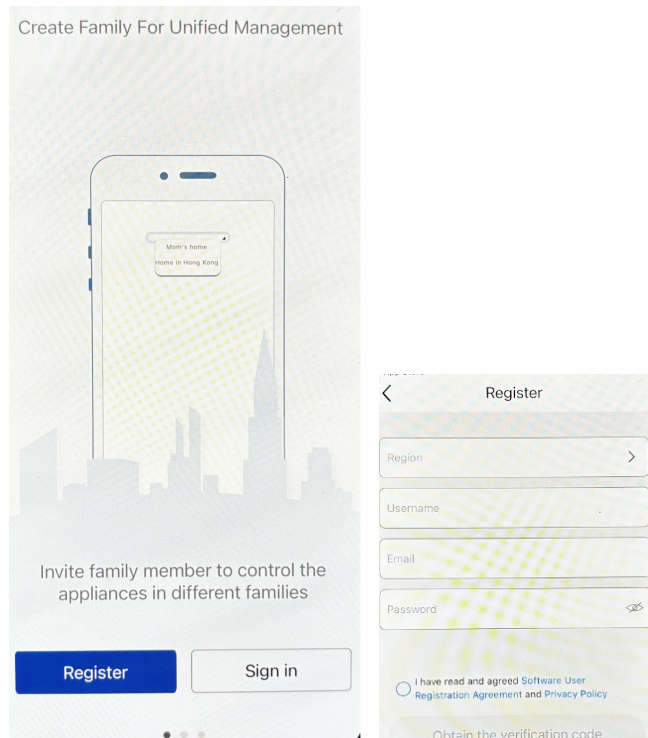 Create Family For Unified Management
Mom's home
Home in Hong Kong
Invite family member to control the
appliances in different families
Register
Sign in
App Store
Register
Region
Username
Email
Password
I have read and agreed Software User
Registration Agreement and Privacy Policy
Obtain the verification code